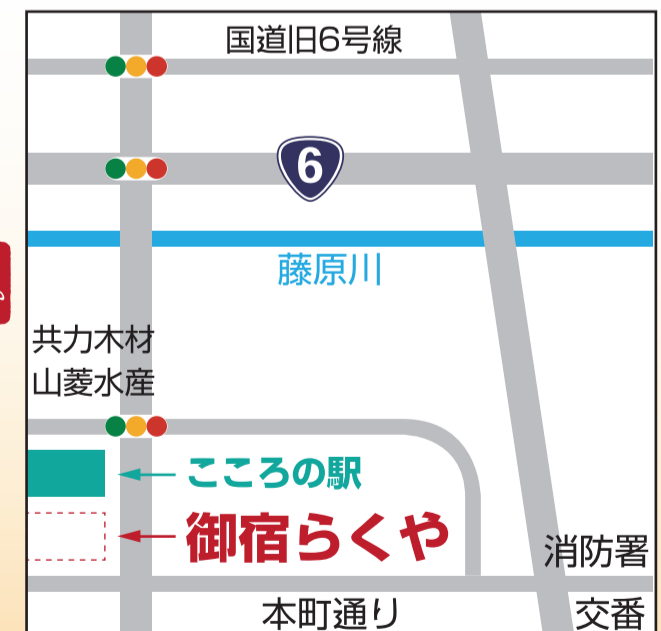 国道旧6号線
6
藤原川
共力木材
山菱水産
こころの駅
御宿らくや
消防署
本町通り
交番